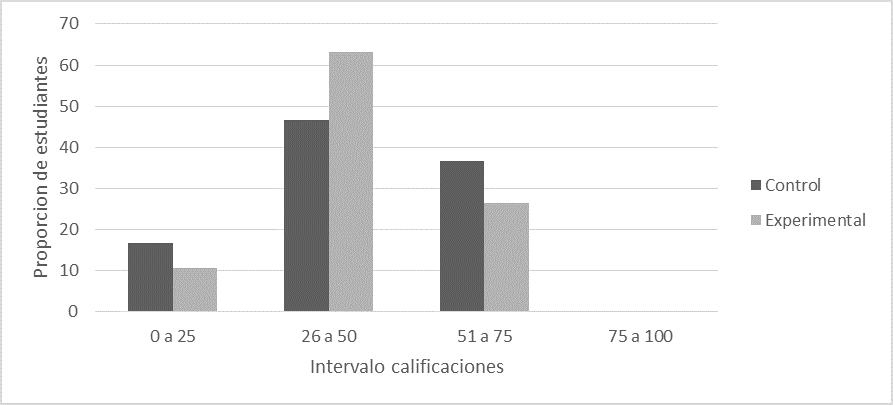 70
60
50
40
30
20
10
0
Proporcion de estudiantes
0 a 25
26 a 50
51 a 75
75 a 100
Intervalo calificaciones
Control
Experimental